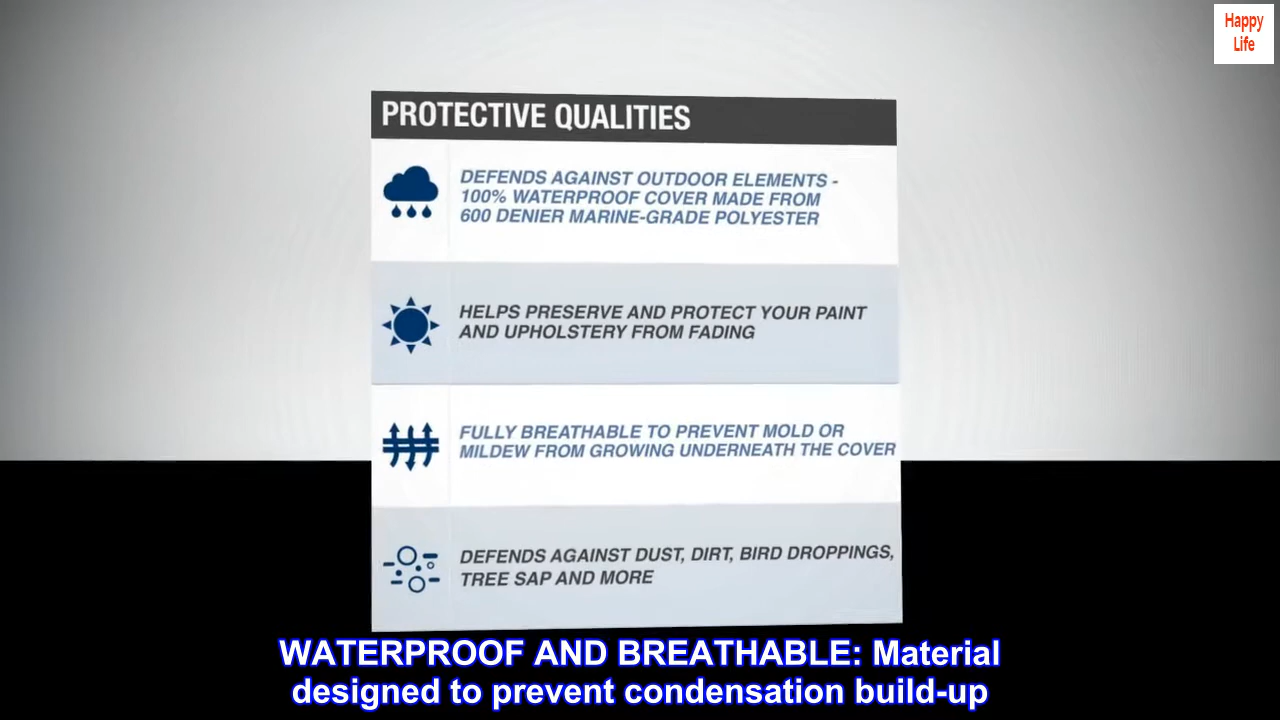 Happy
Life
PROTECTIVE QUALITIES
DEFENDS AGAINST OUTDOOR ELEMENTS -
100% WATERPROOF COVER MADE FROM
600 DENIER MARINE-GRADE POLYESTER
HELPS PRESERVE AND PROTECT YOUR PAINT
AND UPHOLSTERY FROM FADING
FULLY BREATHABLE TO PREVENT MOLD OR
MILDEW FROM GROWING UNDERNEATH THE COVER
DEFENDS AGAINST DUST, DIRT, BIRD DROPPINGS,
TREE SAP AND MORE
WATERPROOF AND BREATHABLE: Material
designed to prevent condensation build-up